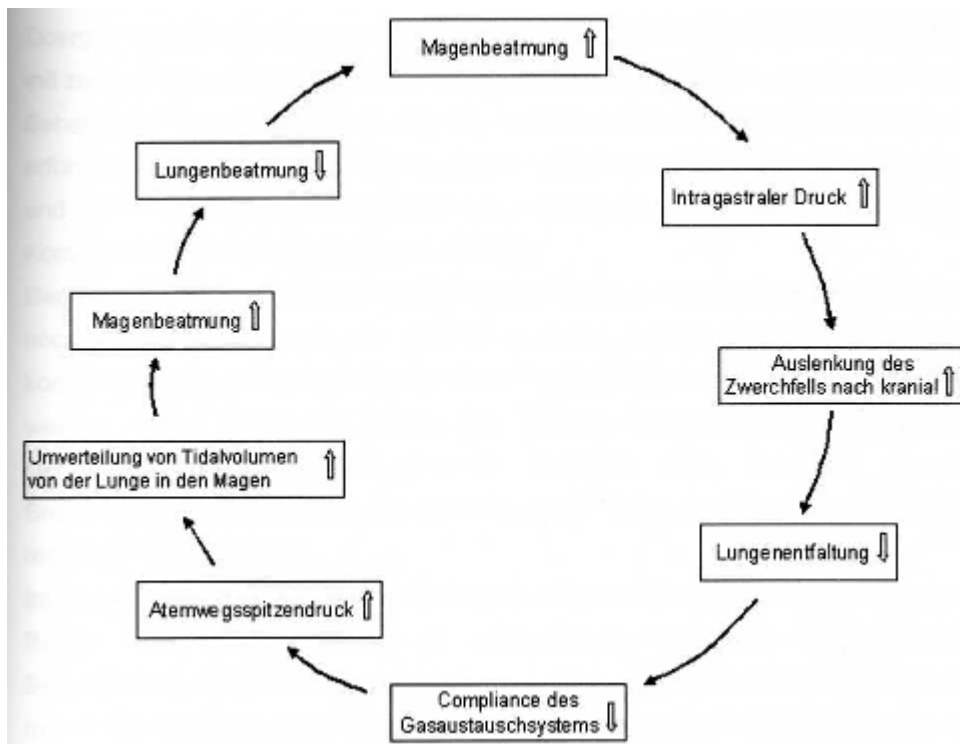 Magenbeatmung ⇧
Intragastraler Druck ⇧
Auslenkung des
Zwerchfells nach kranial ⇧
Lungenentfaltung ⇩
Compliance des
Gasaustauschsystems ⇩
Atemwegsspitzendruck ⇧
Umverteilung von Tidalvolumen
von der Lunge in den Magen ⇧
Magenbeatmung ⇧
Lungenbeatmung ⇩